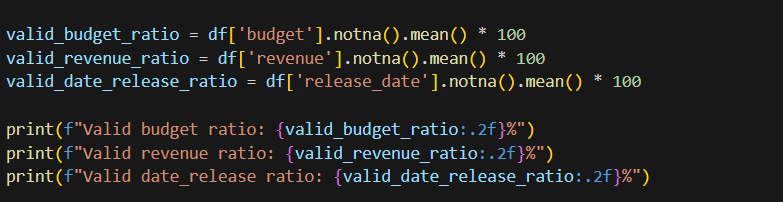 valid_budget_ratio = df['budget'].notna().mean() * 100
valid_revenue_ratio = df['revenue'].notna().mean() * 100
valid_date_release_ratio = df['release_date'].notna().mean() * 100
print(f"Valid budget ratio: {valid_budget_ratio:.2f}%")
print(f"Valid revenue ratio: {valid_revenue_ratio:.2f}%")
print(f"Valid date_release ratio: {valid_date_release_ratio:.2f}%")